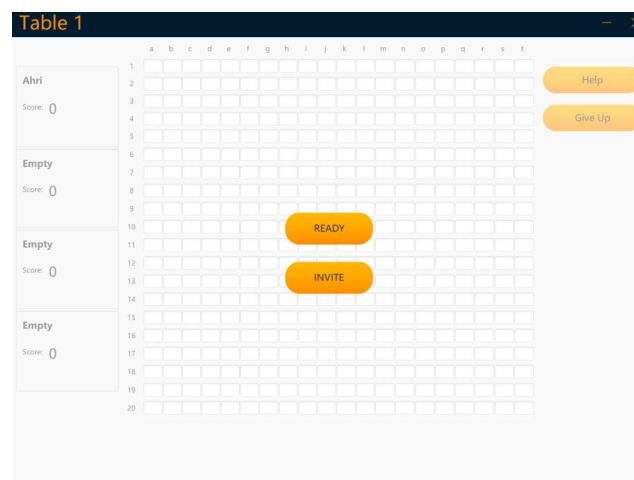 Table 1
a b c d e f g h i j k l m n o p q r s t
Ahri
Score: 0
Empty
Score: 0
Empty
Score: 0
Empty
Score: 0
1
2
3
4
5
6
7
8
9
10
11
12
13
14
15
16
17
18
19
20
READY
INVITE
Help
Give Up